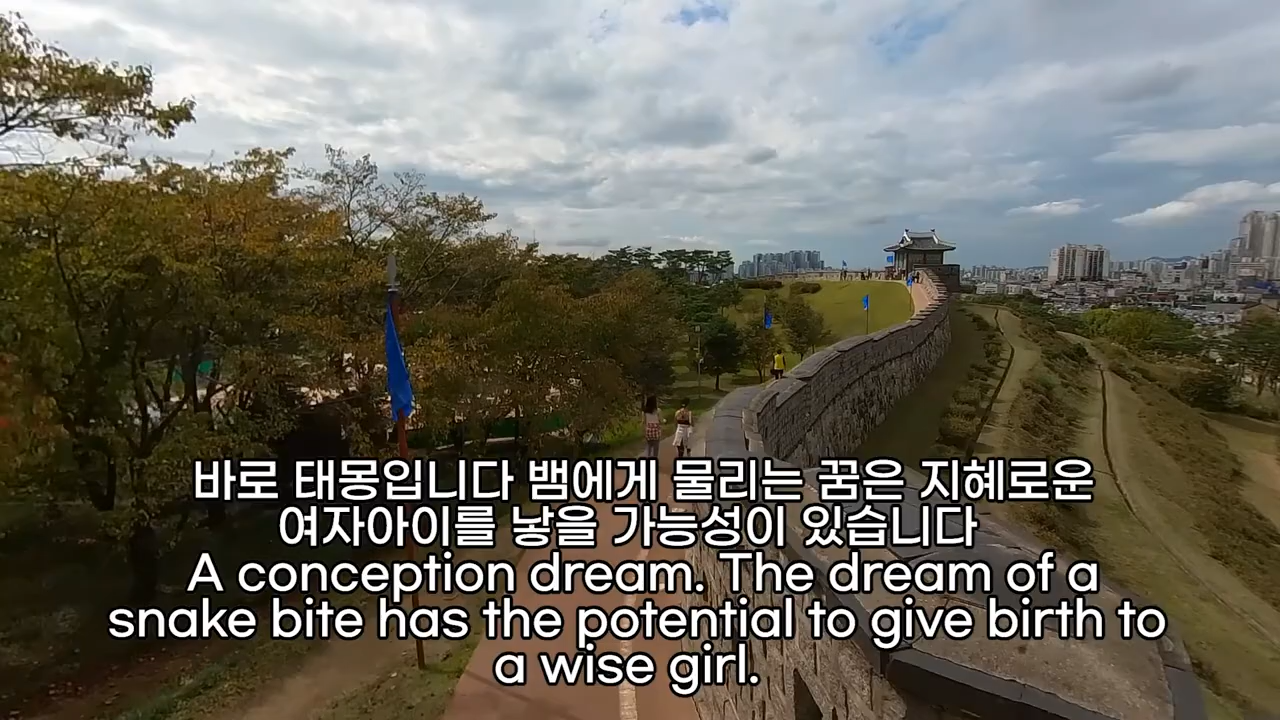 바로 태몽입니다 뱀에게 물리는 꿈은 지혜로운
여자아이를 낳을 가능성이 있습니다
A conception dream. The dream of a
snake bite has the potential to give birth to
a wise girl.